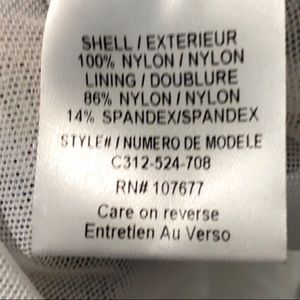 SHELL / EXTERIEUR
100% NYLON / NYLON
LINING / DOUBLURE
86% NYLON / NYLON
14% SPANDEX/SPANDEX
STYLE# / NUMERO DE MODELE
C312-524-708
RN# 107677
Care on reverse
Entretien Au Verso